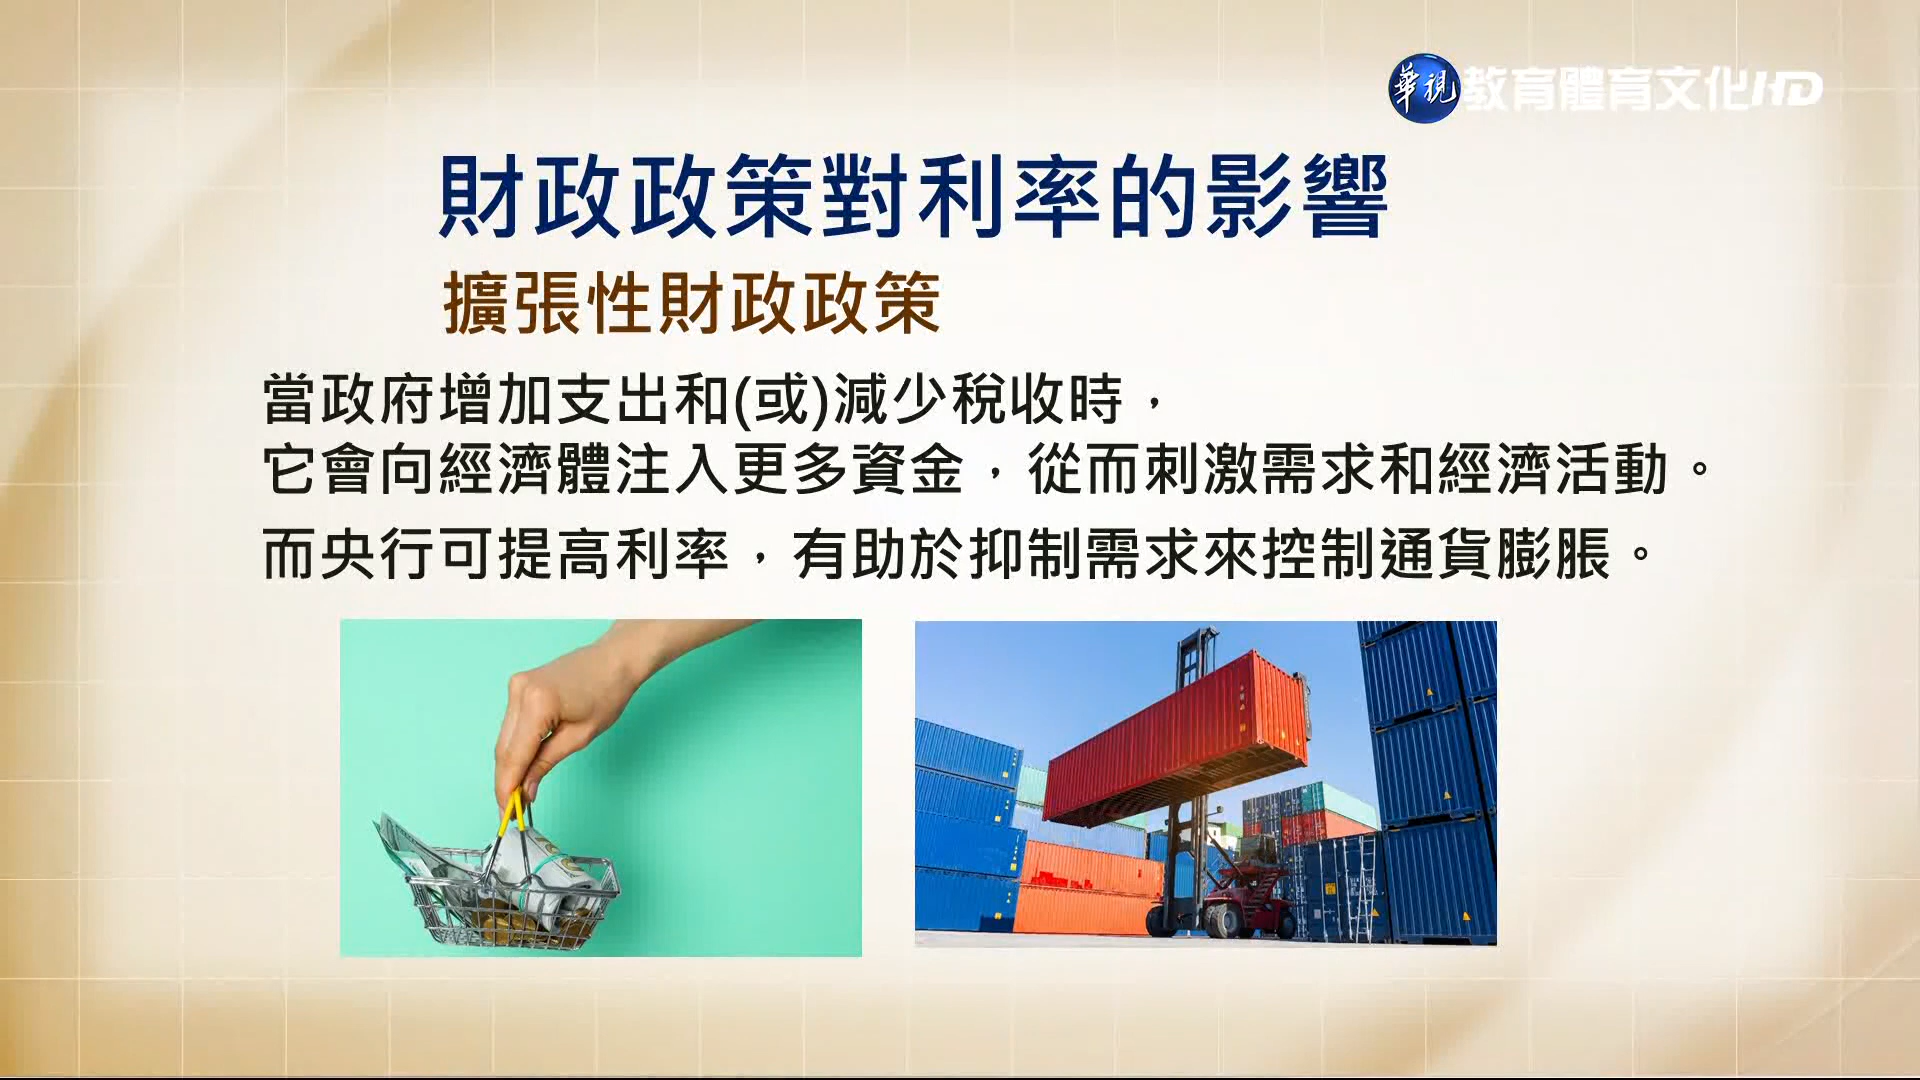 華視教育體育文化HD
財政政策對利率的影響
擴張性財政政策
當政府增加支出和(或)減少稅收時，
它會向經濟體注入更多資金，從而刺激需求和經濟活動。
而央行可提高利率，有助於抑制需求來控制通貨膨脹。